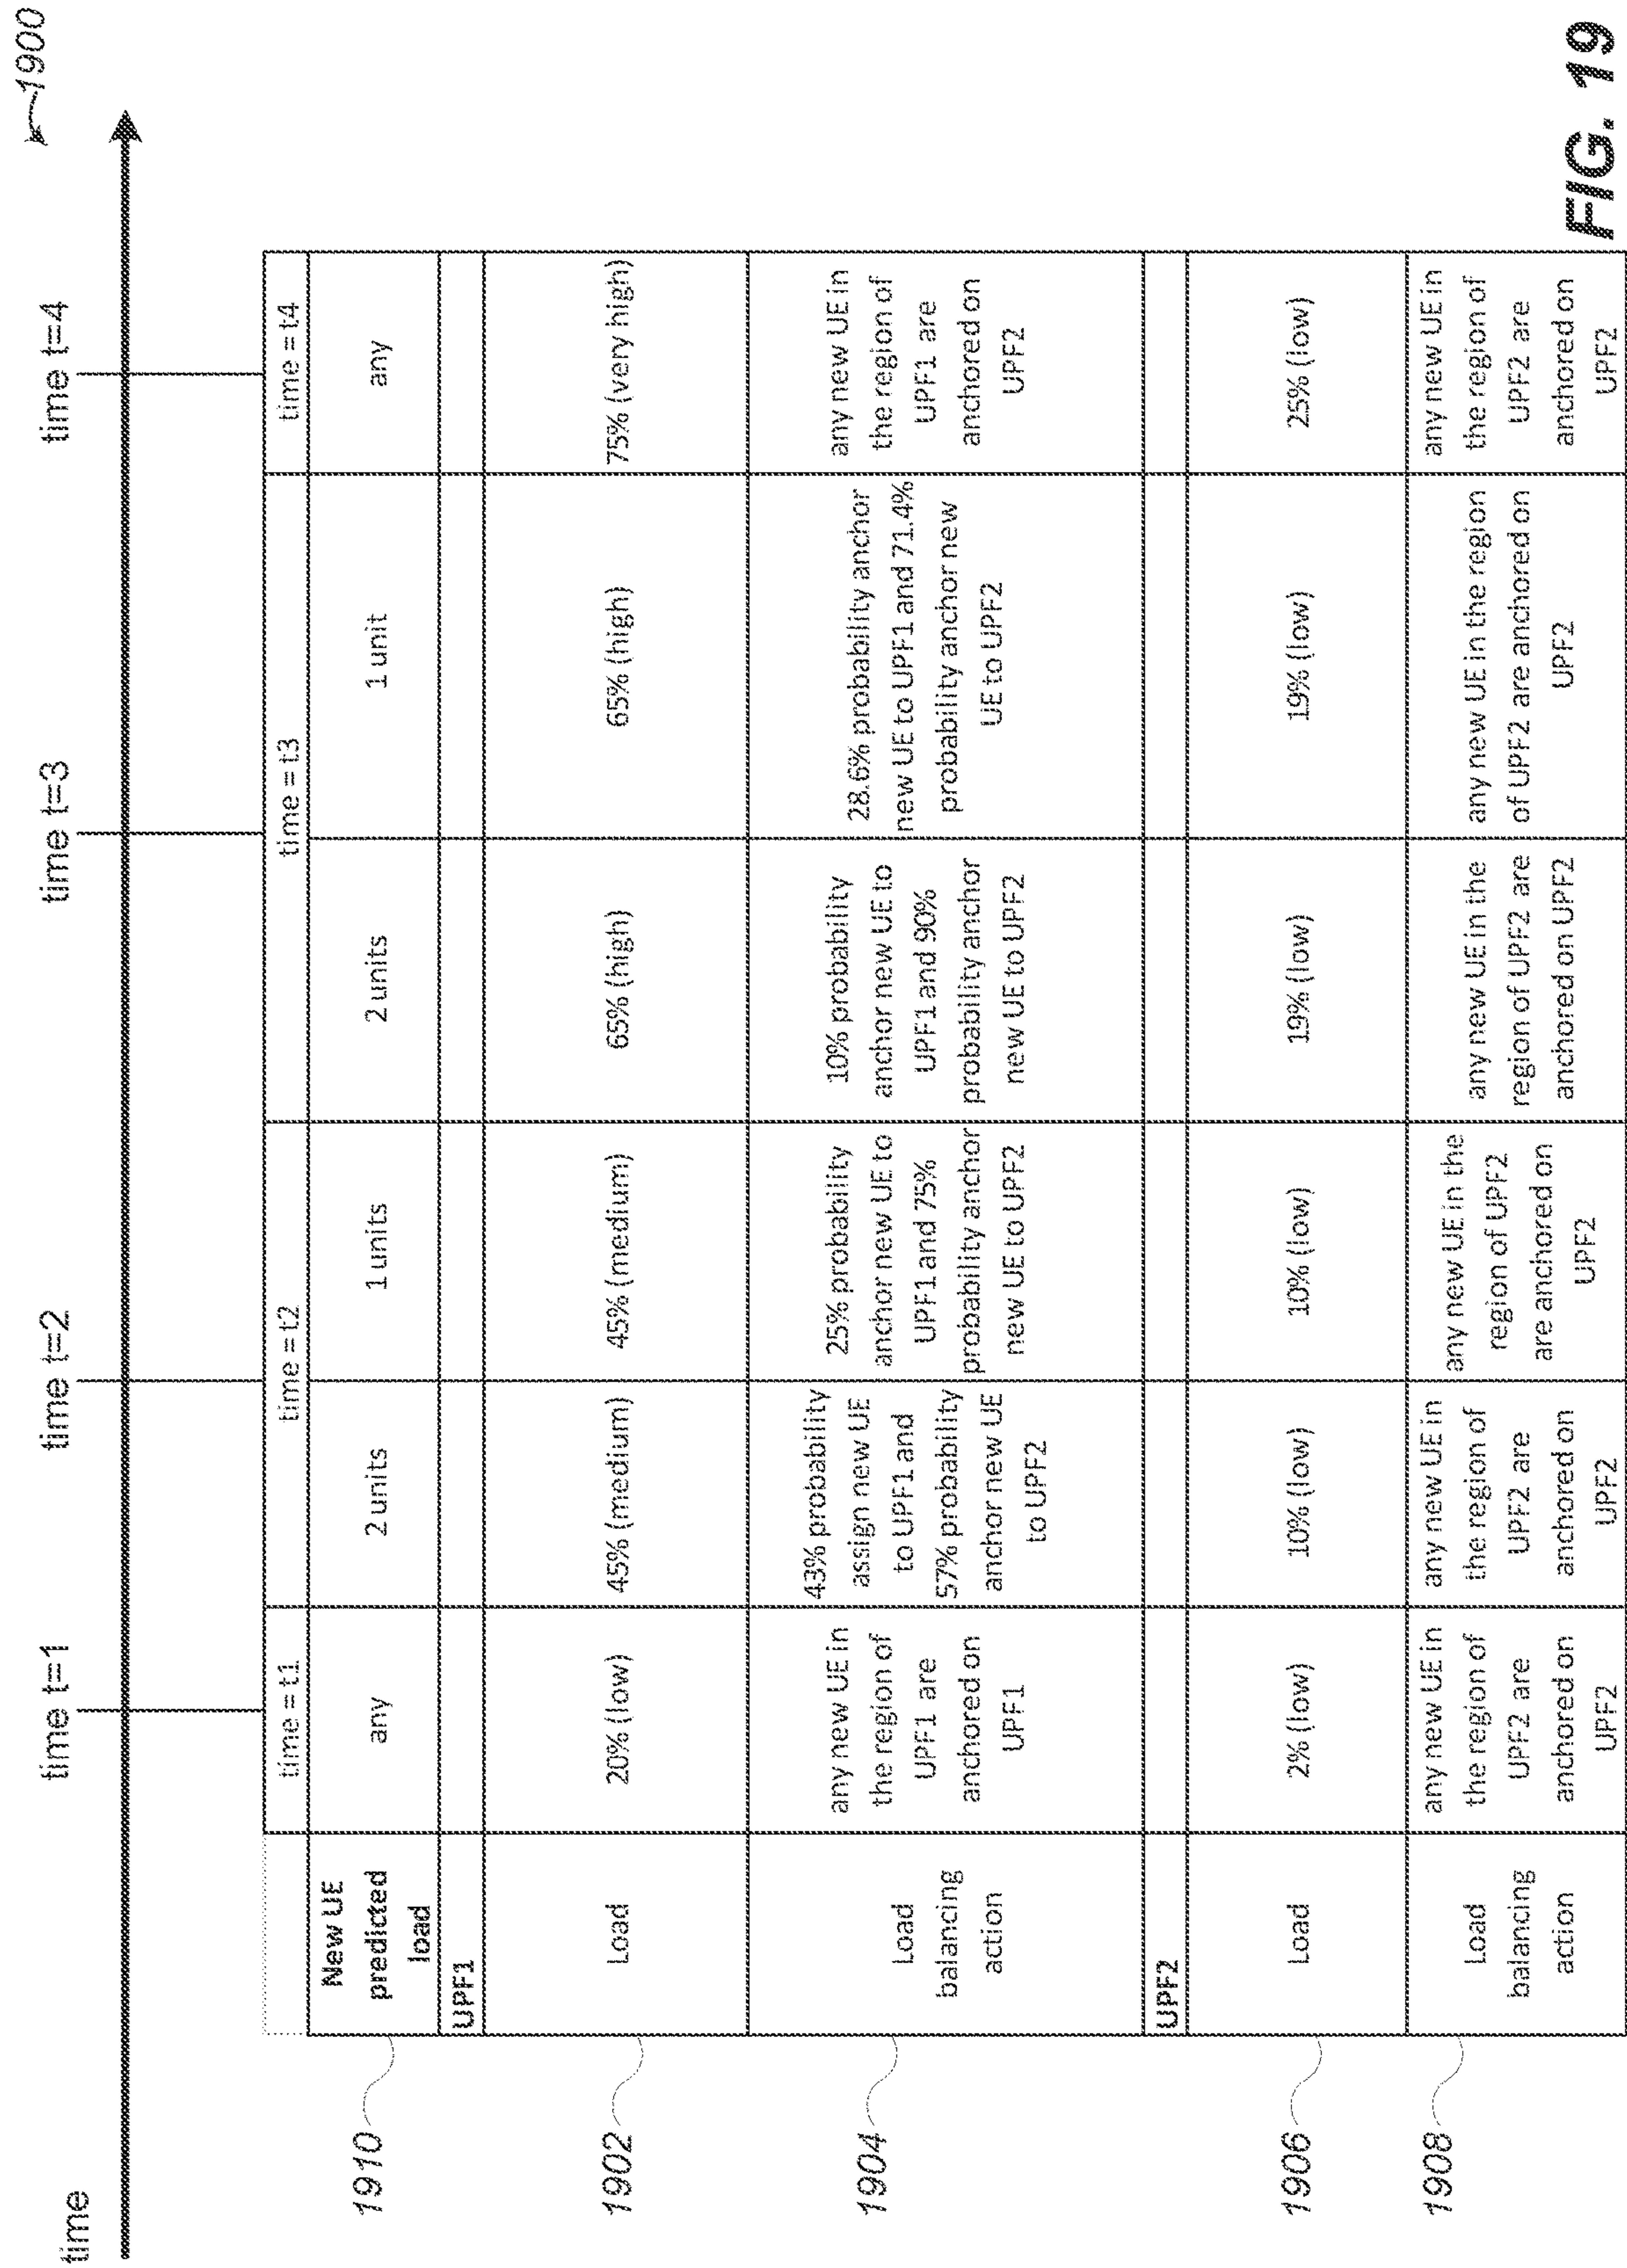 1900
time
time t=1
time t=2
time t=3
time t=4
time = t1
time = t2
time = t3
time = t4
1910
New UE
predicted
load
any
2 units
1 units
2 units
1 unit
any
UPF1
1902
Load
20% (low)
45% (medium)
45% (medium)
65% (high)
65% (high)
75% (very high)
1904
Load
balancing
action
any new UE in
the region of
UPF1 are
anchored on
UPF1
43% probability
assign new UE
to UPF1 and
57% probability
anchor new UE
to UPF2
25% probability
anchor new UE to
UPF1 and 75%
probability anchor
new UE to UPF2
10% probability
anchor new UE to
UPF1 and 90%
probability anchor
new UE to UPF2
28.6% probability anchor
new UE to UPF1 and 71.4%
probability anchor new
UE to UPF2
any new UE in
the region of
UPF1 are
anchored on
UPF2
UPF2
1906
Load
2% (low)
10% (low)
10% (low)
19% (low)
19% (low)
25% (low)
1908
Load
balancing
action
any new UE in
the region of
UPF2 are
anchored on
UPF2
any new UE in
the region of
UPF2 are
anchored on
UPF2
any new UE in the
region of UPF2
are anchored on
UPF2
any new UE in the
region of UPF2 are
anchored on UPF2
any new UE in the region
of UPF2 are anchored on
UPF2
any new UE in
the region of
UPF2 are
anchored on
UPF2
FIG. 19